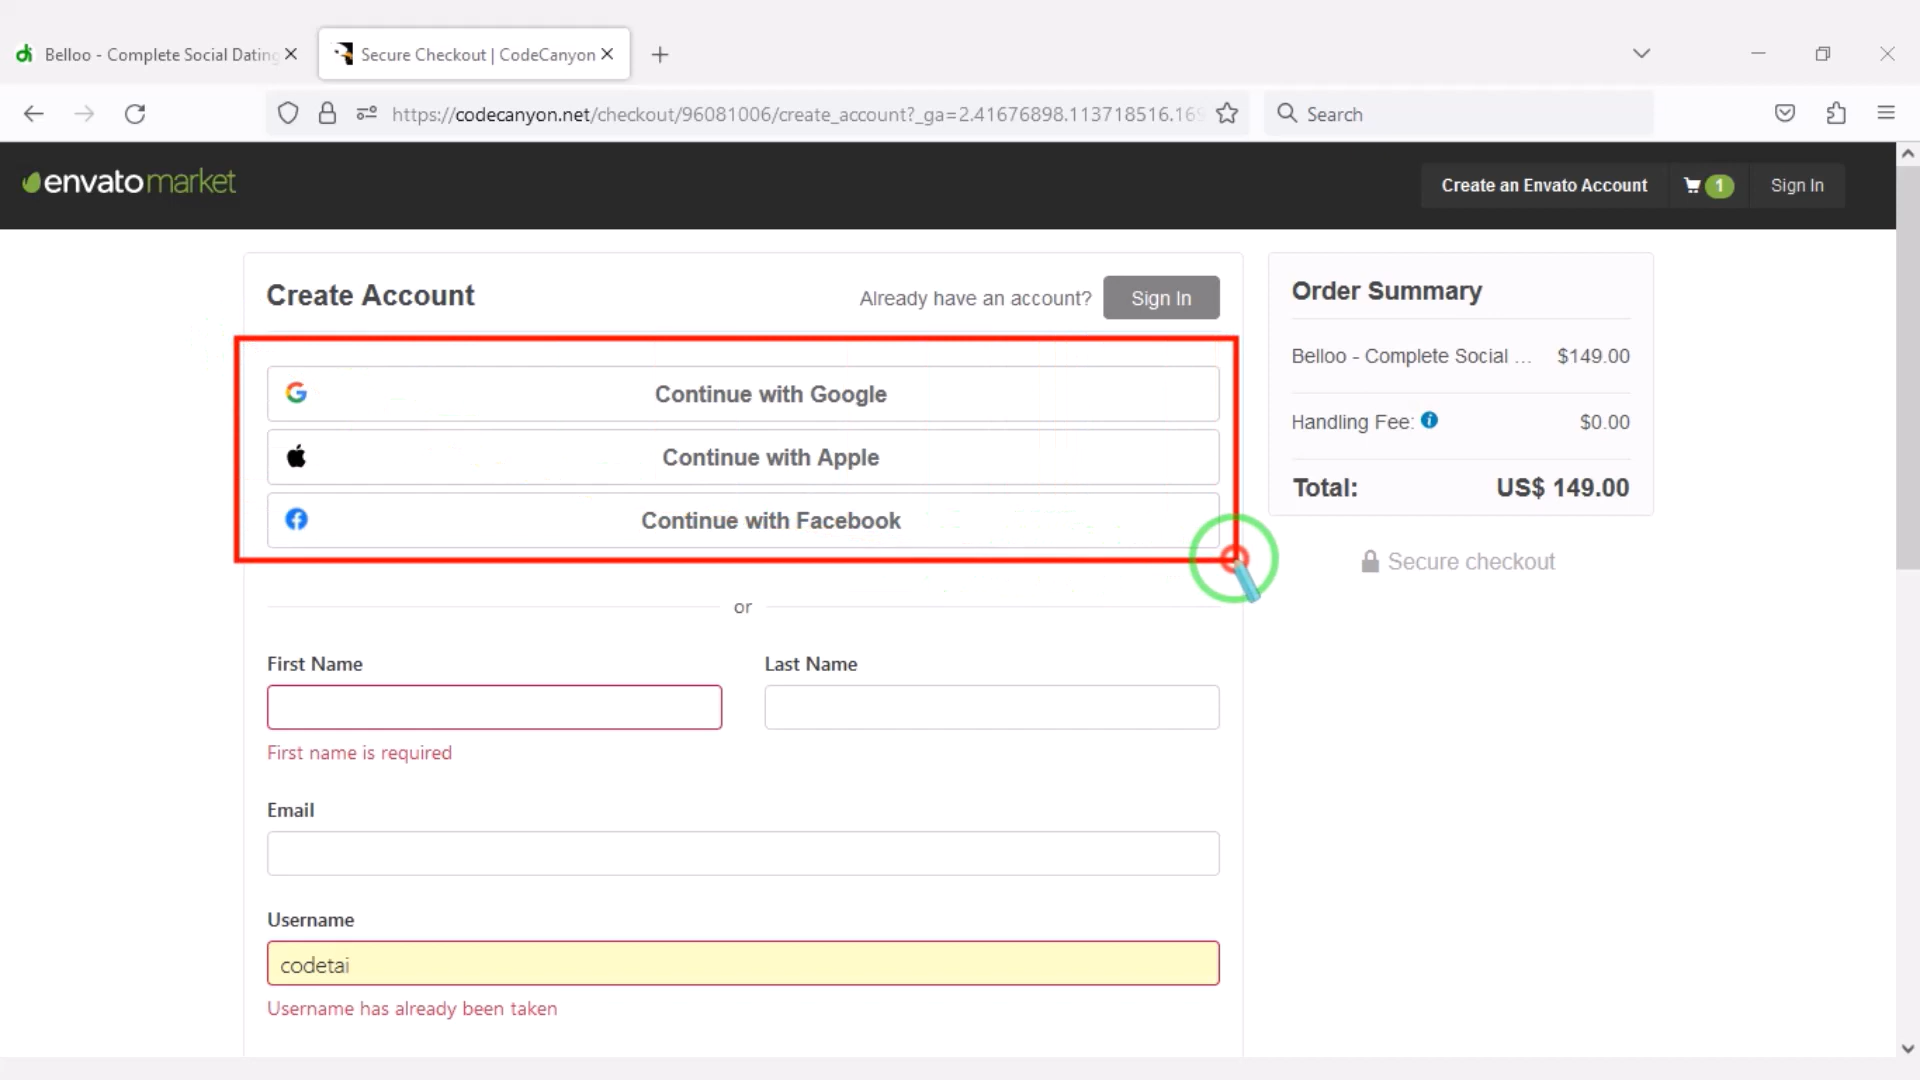 Belloo - Complete Social Dating
Secure Checkout | CodeCanyon
https://codecanyon.net/checkout/96081006/create_account?_ga=2.41676898.113718516.169
Search
envatomarket
Create an Envato Account
1
Sign In
Create Account
Already have an account?
Sign In
Continue with Google
Continue with Apple
Continue with Facebook
or
First Name
Last Name
First name is required
Email
Username
codetai
Username has already been taken
Order Summary
Belloo - Complete Social ... $149.00
Handling Fee: $0.00
Total: US$ 149.00
Secure checkout